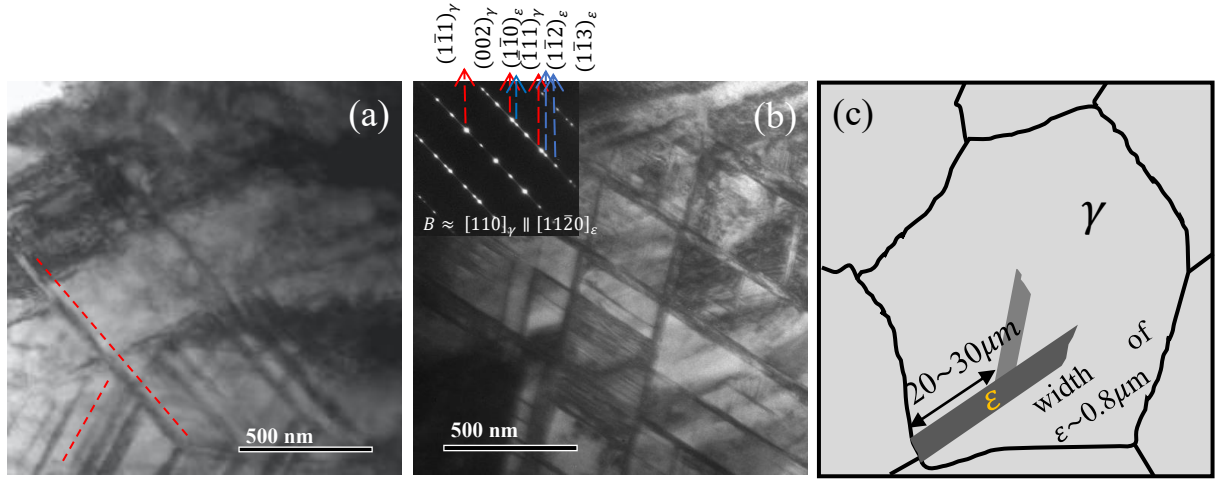 (11̅1)γ
(002)γ
(11̅0)ε
(111)γ
(11̅2)ε
(11̅3)ε
(a)
500 nm
B ≈ [110]γ ∥ [112̅0]ε
(b)
500 nm
(c)
γ
20~30μm
ε
width of
ε~0.8μm